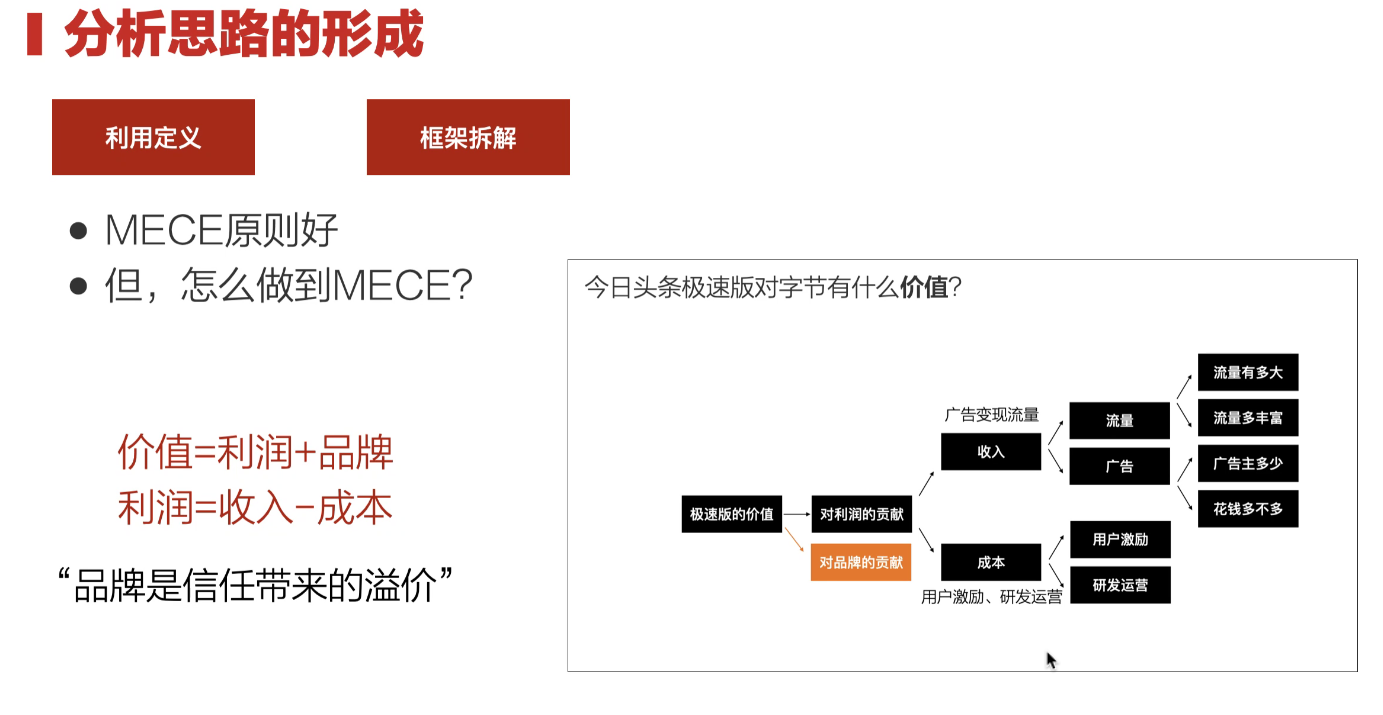 分析思路的形成
利用定义
框架拆解
● MECE原则好
● 但，怎么做到MECE？
价值=利润+品牌
利润=收入-成本
“品牌是信任带来的溢价”
今日头条极速版对字节有什么价值？
极速版的价值
对利润的贡献
对品牌的贡献
广告变现流量
收入
成本
用户激励、研发运营
流量
广告
用户激励
研发运营
流量有多大
流量多丰富
广告主多少
花钱多不多